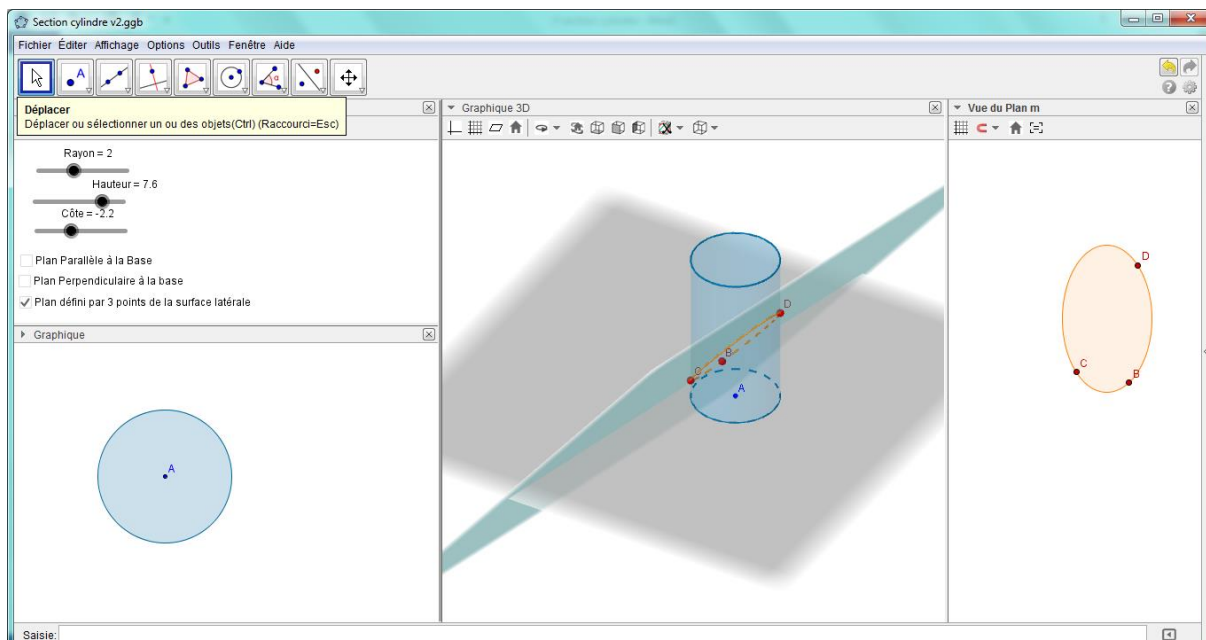 Section cylindre v2.ggb
Fichier Éditer Affichage Options Outils Fenêtre Aide
A
α
Déplacer
Déplacer ou sélectionner un ou des objets(Ctrl) (Raccourci=Esc)
Rayon = 2
Hauteur = 7.6
Côte = -2.2
Plan Parallèle à la Base
Plan Perpendiculaire à la base
Plan défini par 3 points de la surface latérale
Graphique
A
Graphique 3D
D
B
C
A
Vue du Plan m
D
C
B
Saisie: